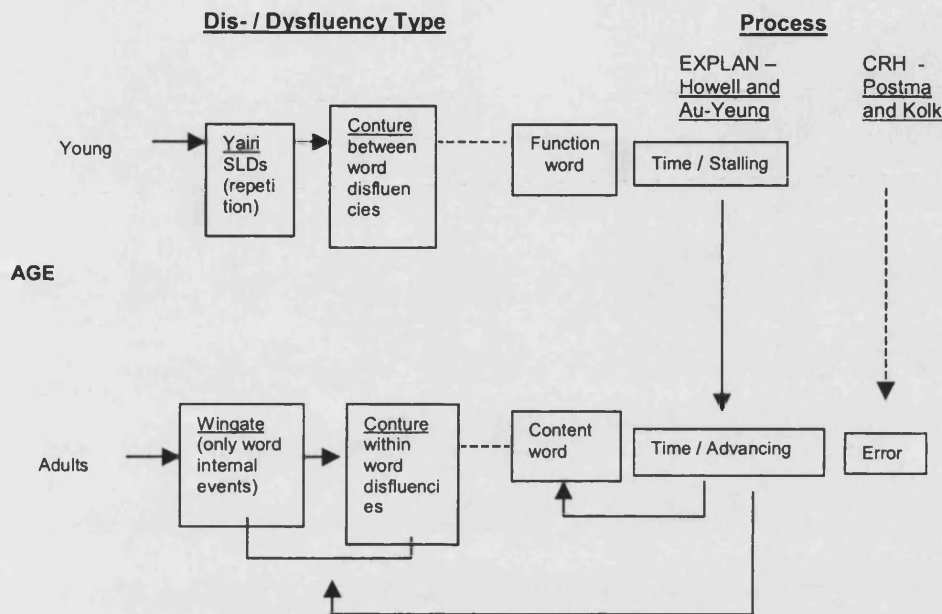 Dis- / Dysfluency Type
Process
EXPLAN –
Howell and
Au-Yeung
CRH -
Postma
and Kolk
Young
Yairi
SLDs
(repeti
tion)
Conture
between
word
disfluen
cies
Function
word
Time / Stalling
AGE
Adults
Wingate
(only word
internal
events)
Conture
within
word
disfluenci
es
Content
word
Time / Advancing
Error